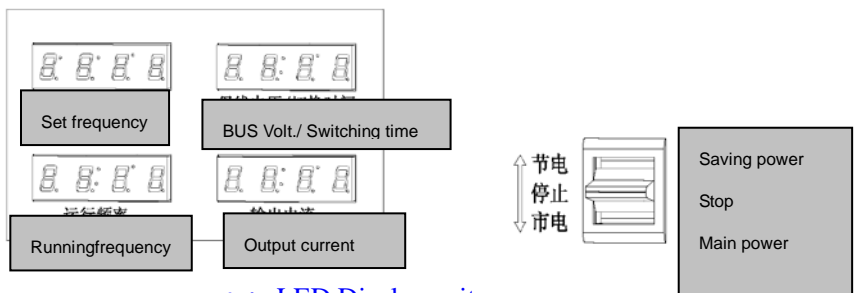 Set frequency
BUS Volt./ Switching time
Runningfrequency
Output current
节电
停止
市电
Saving power
Stop
Main power
LED Display unit